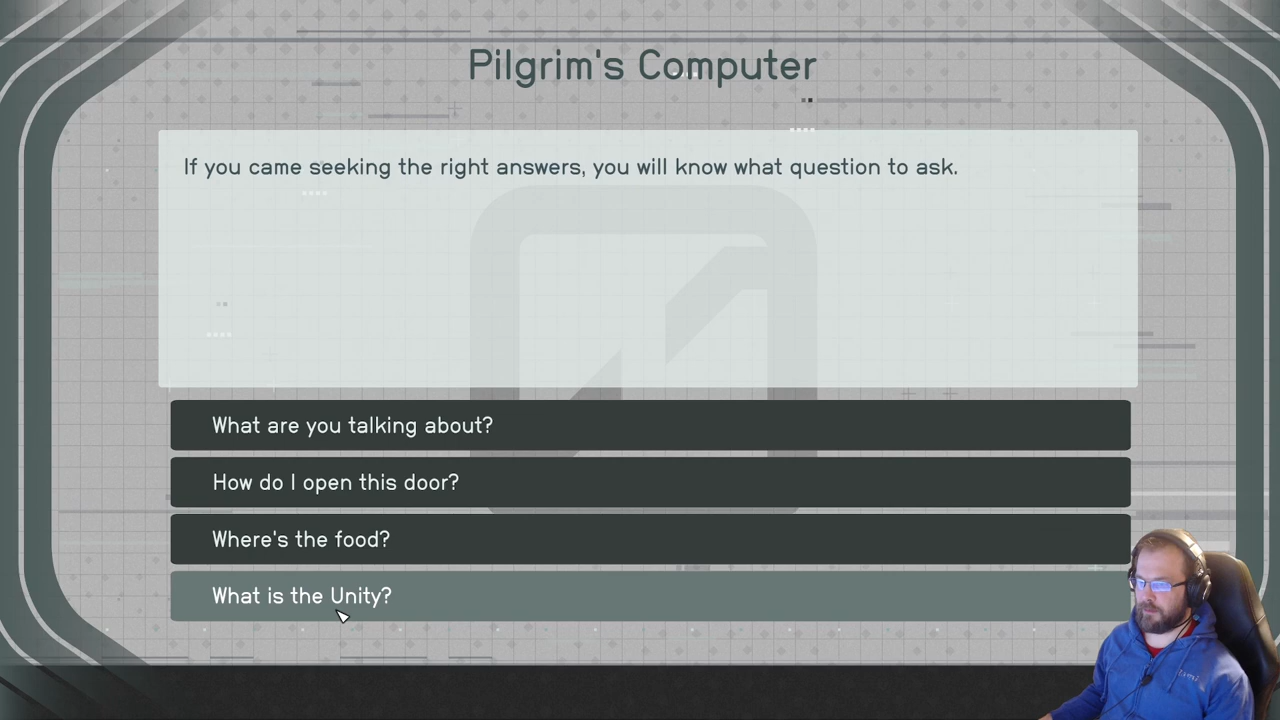 Pilgrim's Computer
If you came seeking the right answers, you will know what question to ask.
What are you talking about?
How do I open this door?
Where's the food?
What is the Unity?